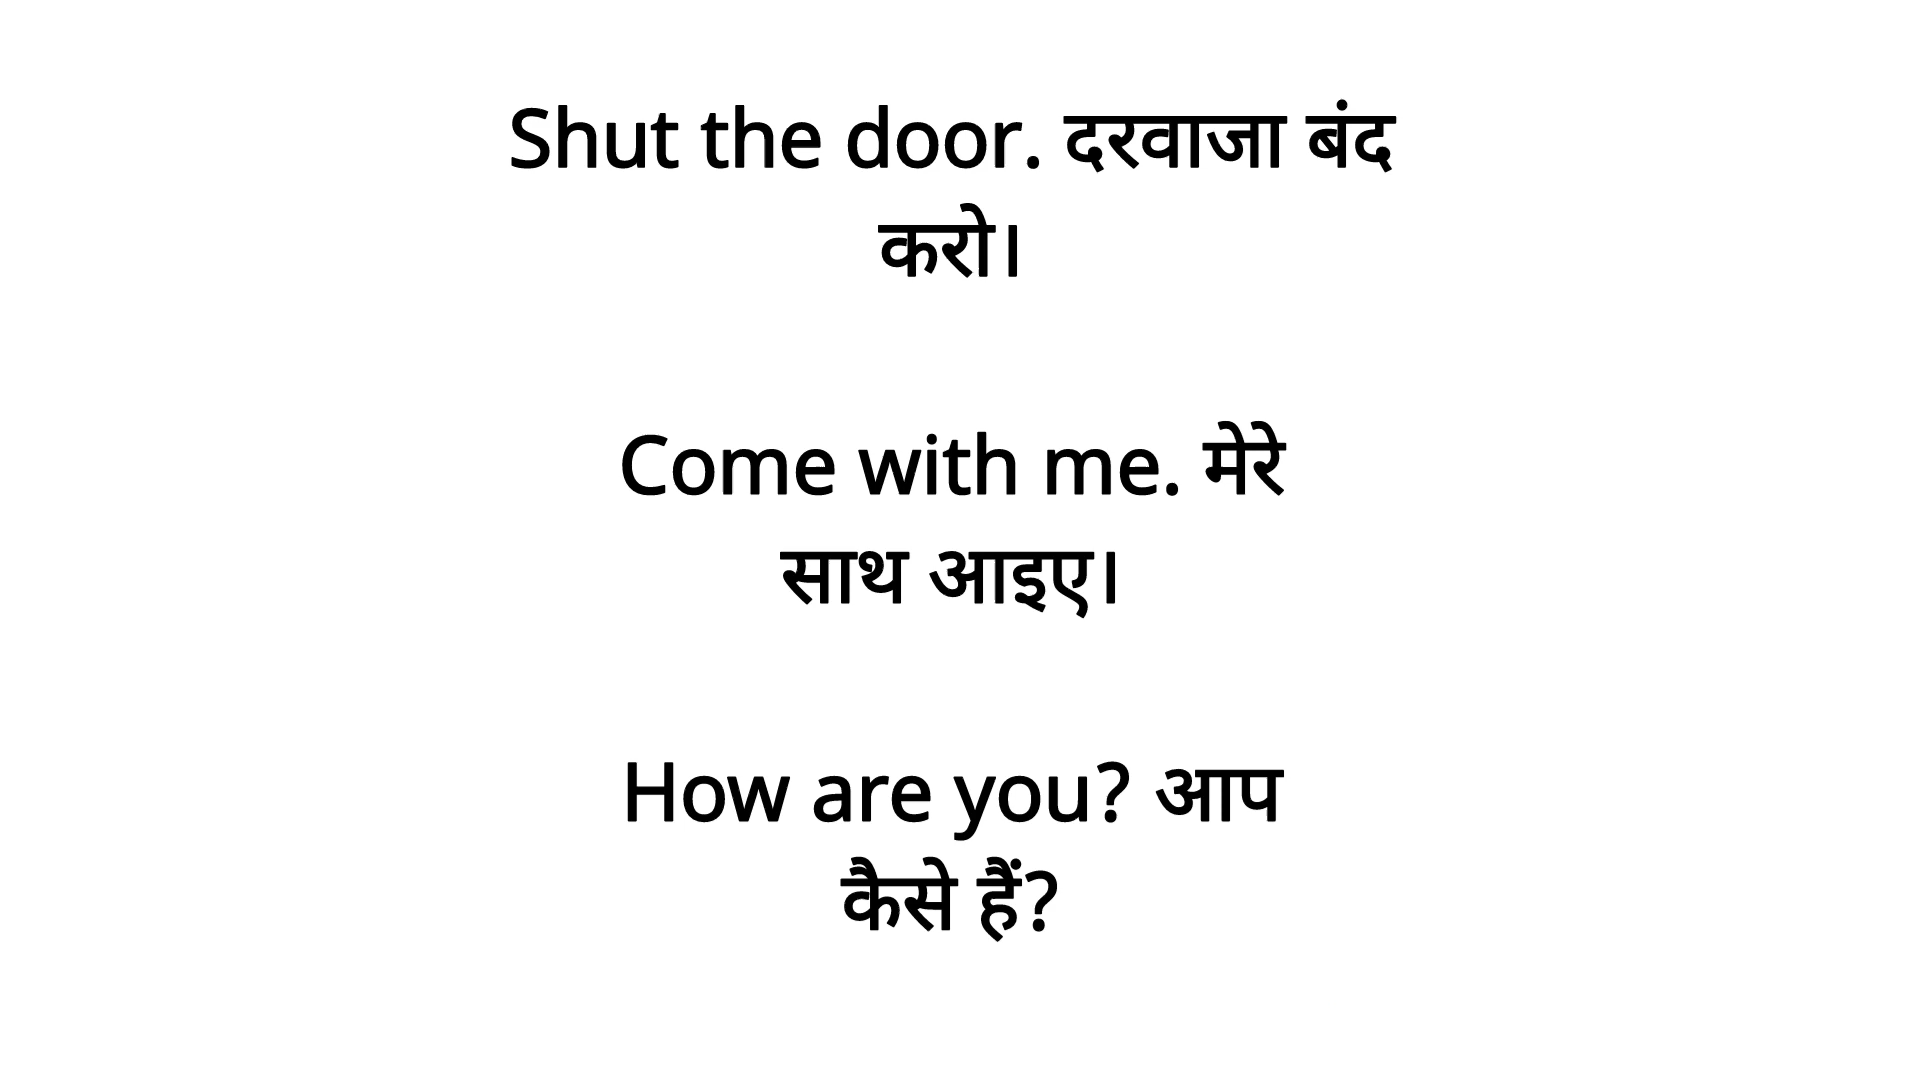 Shut the door. दरवाजा बंद
करो।
Come with me. मेरे
साथ आइए।
How are you? आप
कैसे हैं?